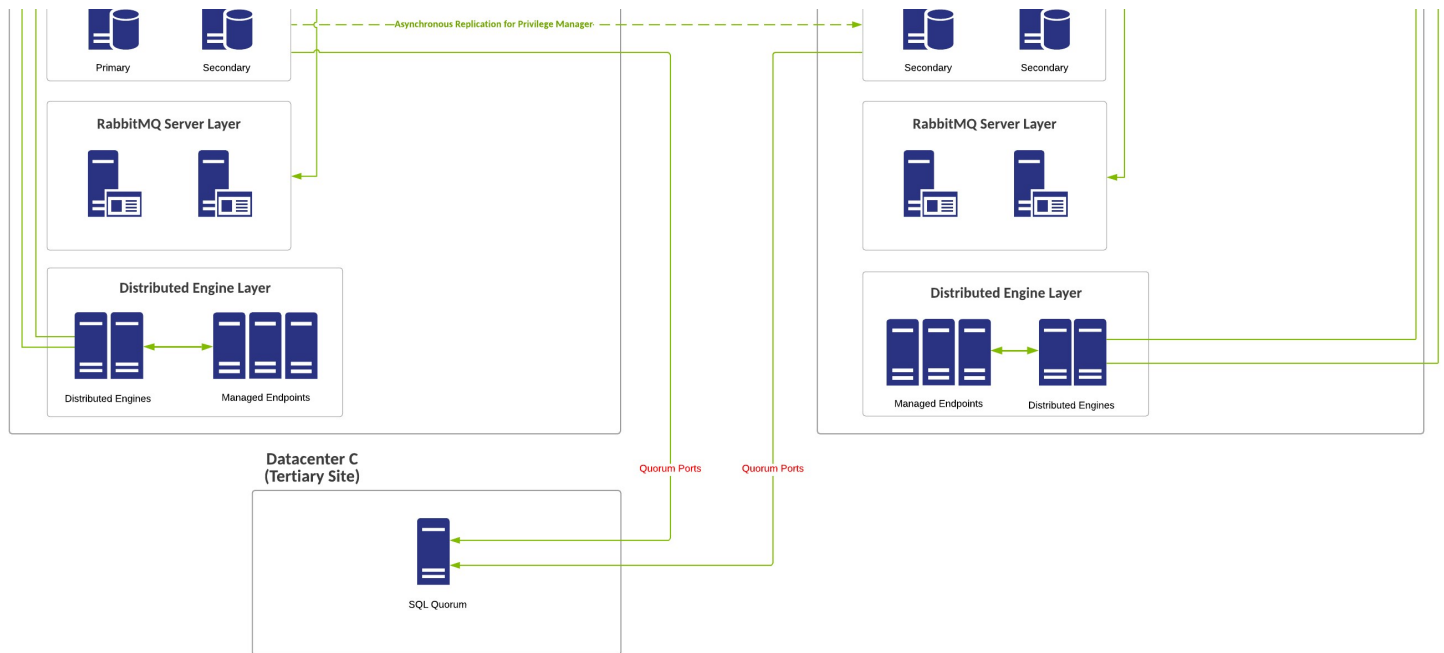 Asynchronous Replication for Privilege Manager
Primary
Secondary
Secondary
Secondary
RabbitMQ Server Layer
RabbitMQ Server Layer
Distributed Engine Layer
Distributed Engine Layer
Distributed Engines
Managed Endpoints
Managed Endpoints
Distributed Engines
Datacenter C
(Tertiary Site)
Quorum Ports
Quorum Ports
SQL Quorum